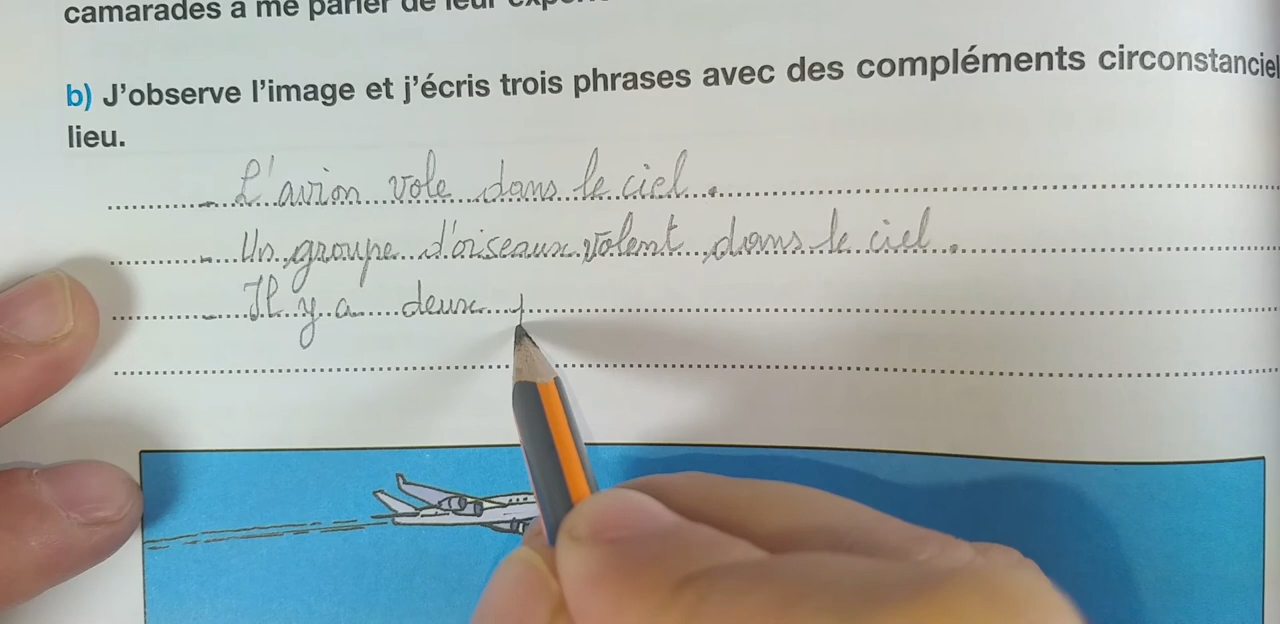 camarades à me parler de leur
b) J'observe l'image et j'écris trois phrases avec des compléments circonstanciel
lieu.
- L'avion vole dans le ciel.
- Un groupe d'oiseaux volent dans le ciel.
- Il y a deux